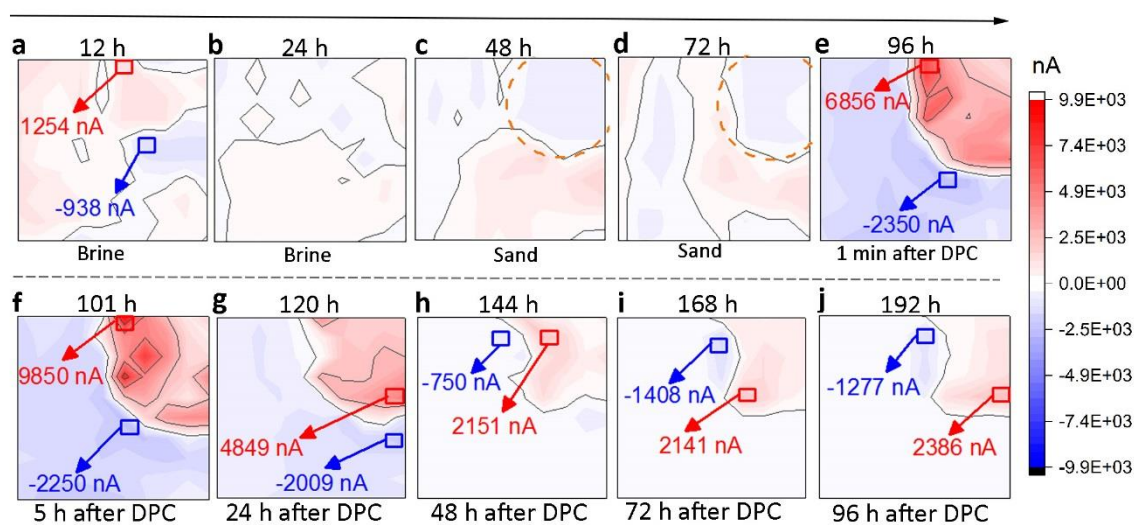 a 12 h
b 24 h
c 48 h
d 72 h
e 96 h
nA
1254 nA
-938 nA
6856 nA
-2350 nA
Brine
Brine
Sand
Sand
1 min after DPC
9.9E+03
7.4E+03
4.9E+03
2.5E+03
0.00E+00
-2.5E+03
-4.9E+03
-7.4E+03
-9.9E+03
f 101 h
g 120 h
h 144 h
i 168 h
j 192 h
9850 nA
-2250 nA
4849 nA
-2009 nA
-750 nA
2151 nA
-1408 nA
2141 nA
-1277 nA
2386 nA
5 h after DPC
24 h after DPC
48 h after DPC
72 h after DPC
96 h after DPC